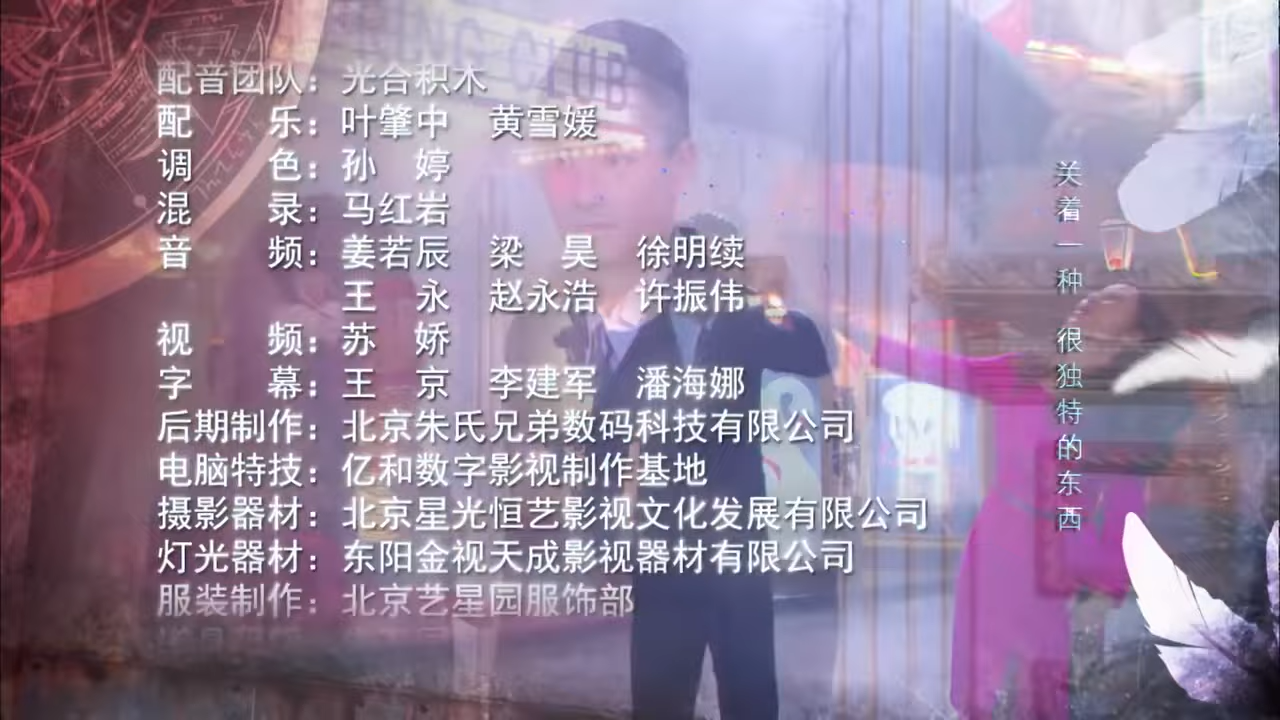 配音团队：光合积木
配　　乐：叶肇中　黄雪媛
调　　色：孙　婷
混　　录：马红岩
音　　频：姜若辰　梁　昊　徐明续
王　永　赵永浩　许振伟
视　　频：苏　娇
字　　幕：王　京　李建军　潘海娜
后期制作：北京朱氏兄弟数码科技有限公司
电脑特技：亿和数字影视制作基地
摄影器材：北京星光恒艺影视文化发展有限公司
灯光器材：东阳金视天成影视器材有限公司
服装制作：北京艺星园服饰部
关着一种 很独特的东西
CLUB